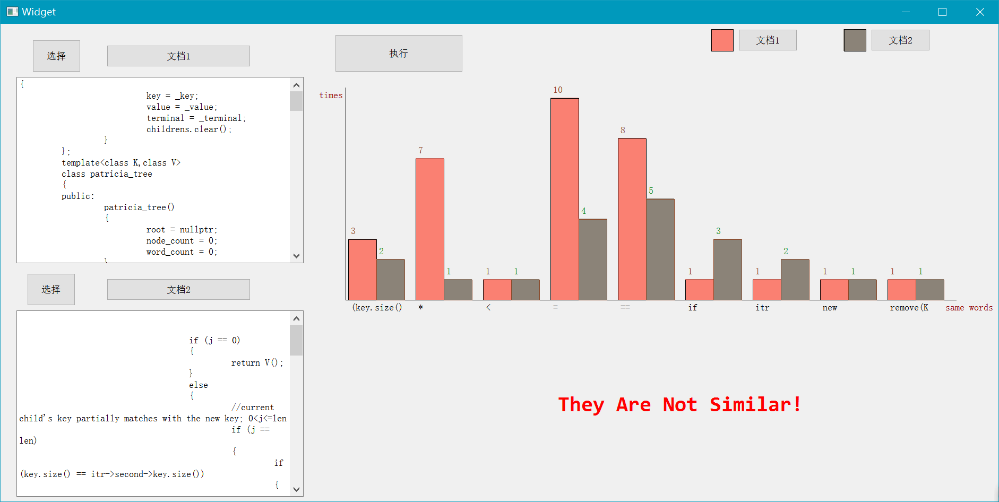 Widget
选择
文档1
{
key = _key;
value = _value;
terminal = _terminal;
childrens.clear();
}
};
template<class K,class V>
class patricia_tree
{
public:
patricia_tree()
{
root = nullptr;
node_count = 0;
word_count = 0;
}
选择
文档2
if (j == 0)
{
return V();
}
else
{
//current
child's key partially matches with the new key; 0<j<=len
if (j ==
len)
{
if
(key.size() == itr->second->key.size())
{
执行
文档1
文档2
times
3
2
7
1
1
1
10
4
8
5
1
3
1
2
1
1
1
1
(key.size()
*
<
=
==
if
itr
new
remove(K
same words
They Are Not Similar!